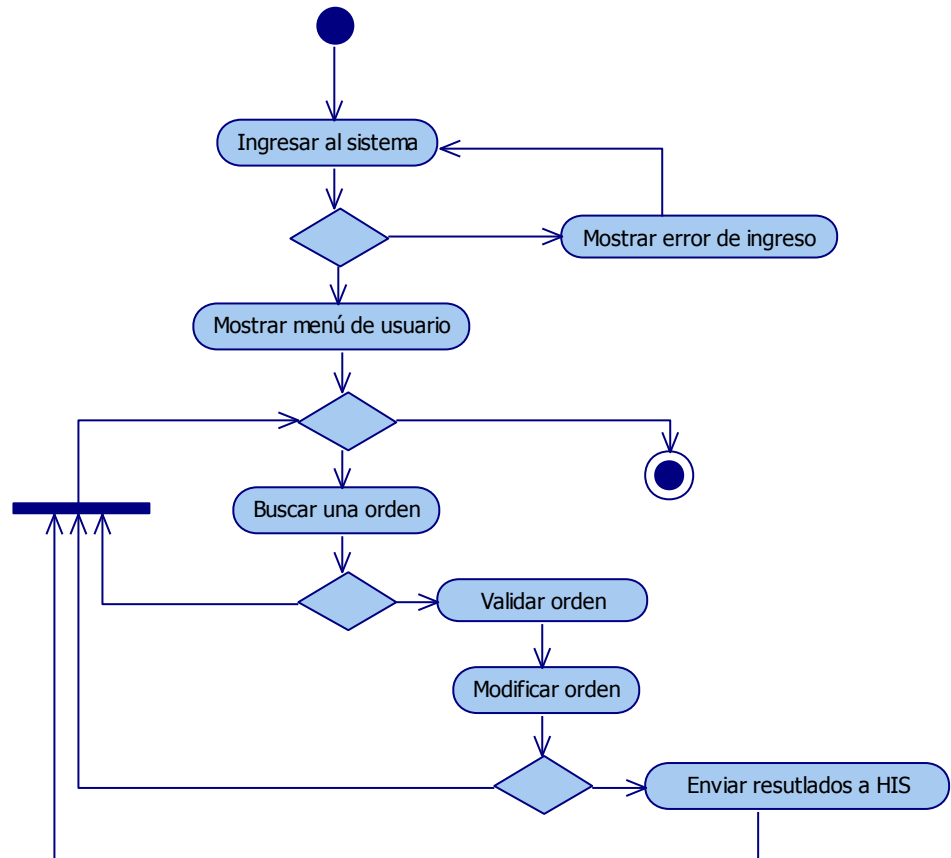 Ingresar al sistema
Mostrar error de ingreso
Mostrar menú de usuario
Buscar una orden
Validar orden
Modificar orden
Enviar resutlados a HIS